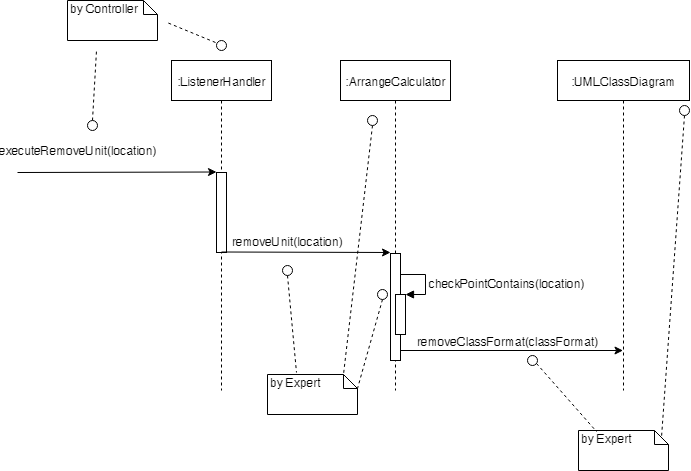 by Controller
:ListenerHandler
:ArrangeCalculator
:UMLClassDiagram
executeRemoveUnit(location)
removeUnit(location)
checkPointContains(location)
removeClassFormat(classFormat)
by Expert
by Expert